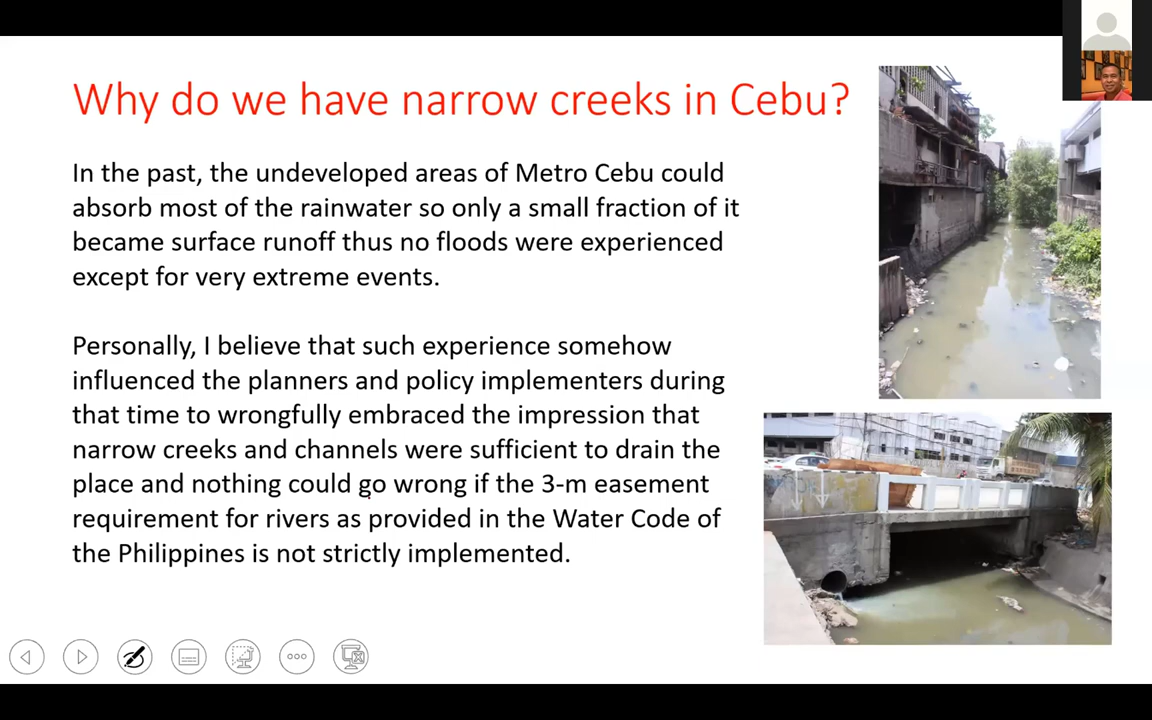 Why do we have narrow creeks in Cebu?
In the past, the undeveloped areas of Metro Cebu could
absorb most of the rainwater so only a small fraction of it
became surface runoff thus no floods were experienced
except for very extreme events.
Personally, I believe that such experience somehow
influenced the planners and policy implementers during
that time to wrongfully embraced the impression that
narrow creeks and channels were sufficient to drain the
place and nothing could go wrong if the 3-m easement
requirement for rivers as provided in the Water Code of
the Philippines is not strictly implemented.